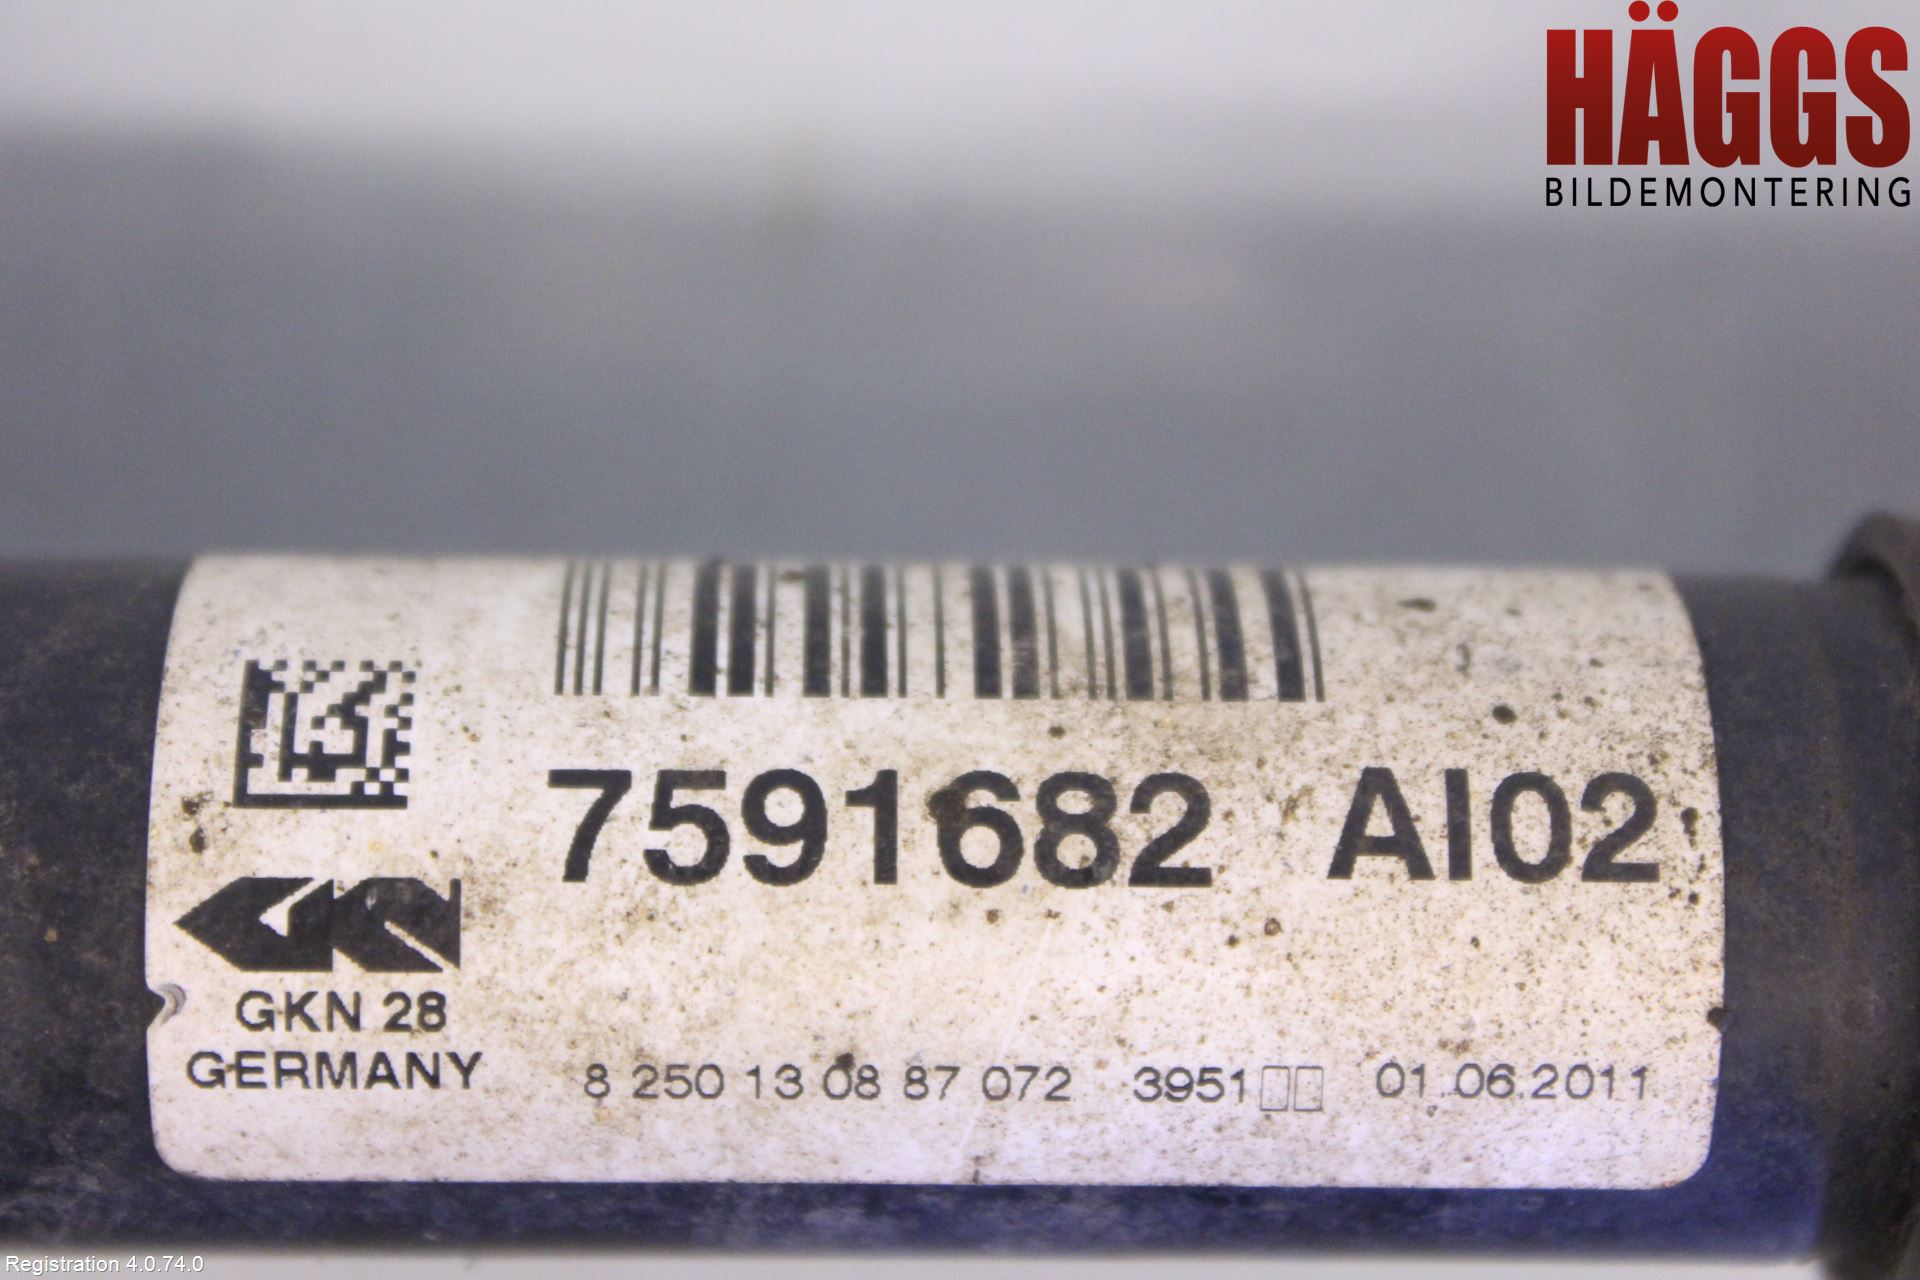 HÄGGS
BILDEMONTERING
7591682 AI02
GKN
GKN 28
GERMANY
8 250 13 08 87 072 3951□□ 01.06.2011
Registration 4.0.74.0